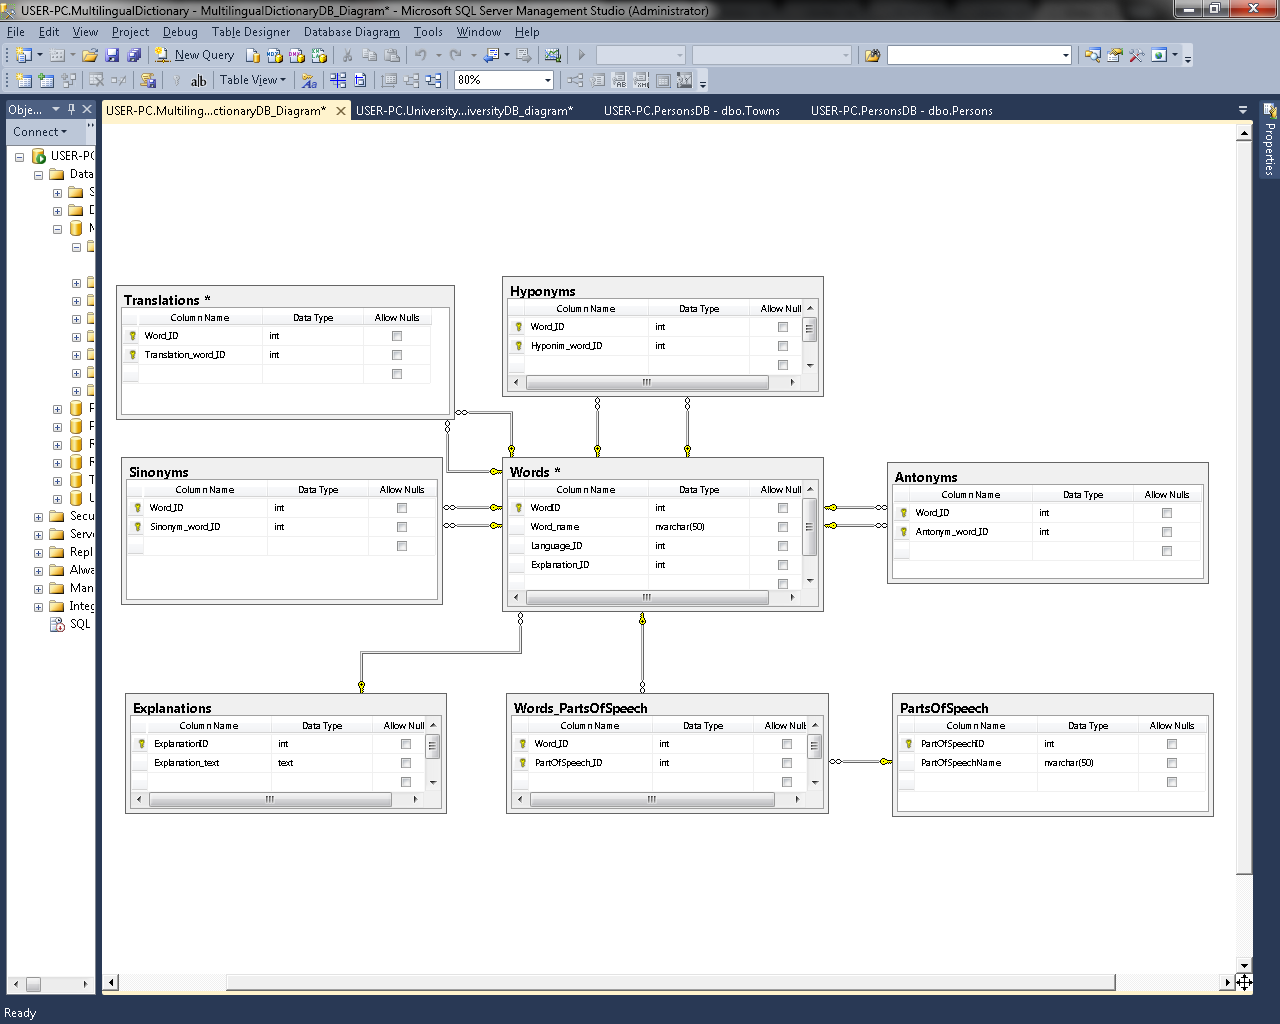 USER-PC.MultilingualDictionary - MultilingualDictionaryDB_Diagram* - Microsoft SQL Server Management Studio (Administrator)
File Edit View Project Debug Table Designer Database Diagram Tools Window Help
New Query
ab| Table View 80%
Obje...
USER-PC.Multiling...ctionaryDB_Diagram* USER-PC.University...iversityDB_diagram* USER-PC.PersonsDB - dbo.Towns USER-PC.PersonsDB - dbo.Persons
Properties
Connect
USER-PC
Data
S
D
M
P
P
R
R
T
U
Secu
Serve
Repl
Alwa
Man
Integ
SQL
Translations *
Column Name Data Type Allow Nulls
Word_ID int
Translation_word_ID int
Hyponyms
Column Name Data Type Allow Null
Word_ID int
Hyponim_word_ID int
Sinonyms
Column Name Data Type Allow Nulls
Word_ID int
Sinonym_word_ID int
Words *
Column Name Data Type Allow Null
WordID int
Word_name nvarchar(50)
Language_ID int
Explanation_ID int
Antonyms
Column Name Data Type Allow Nulls
Word_ID int
Antonym_word_ID int
Explanations
Column Name Data Type Allow Null
ExplanationID int
Explanation_text text
Words_PartsOfSpeech
Column Name Data Type Allow Null
Word_ID int
PartOfSpeech_ID int
PartsOfSpeech
Column Name Data Type Allow Nulls
PartOfSpeechID int
PartOfSpeechName nvarchar(50)
Ready